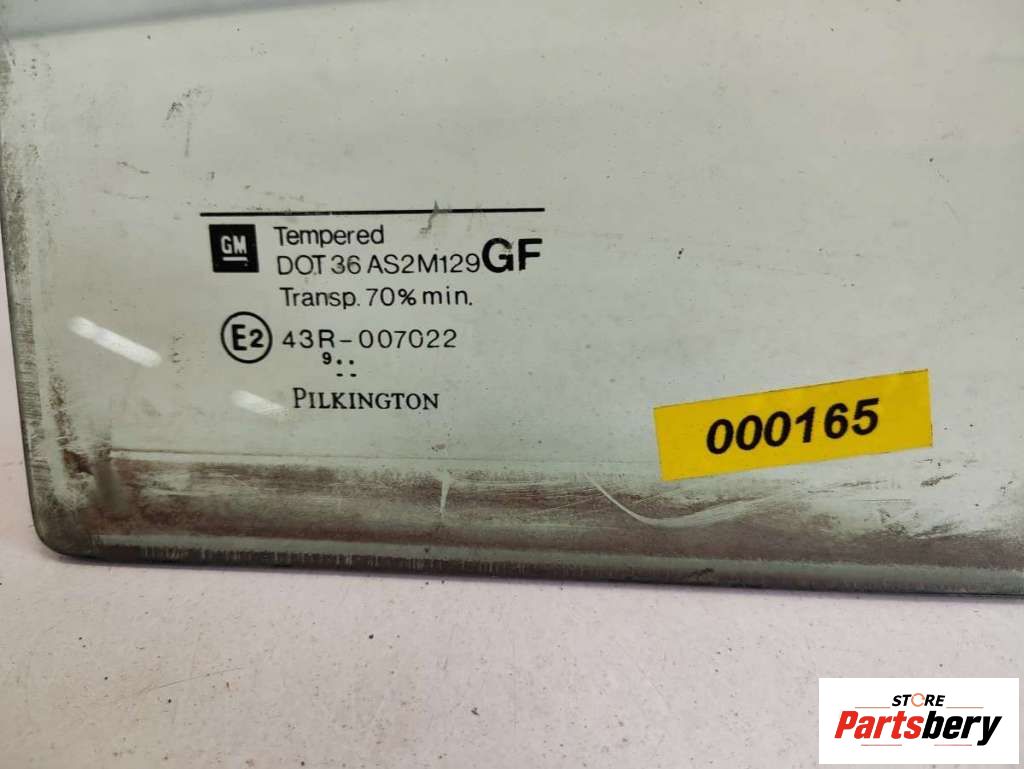 GM
Tempered
DOT 36 AS2M129 GF
Transp. 70% min.
E2 43R-007022
9..
--
PILKINGTON
000165
STORE
Partsbery